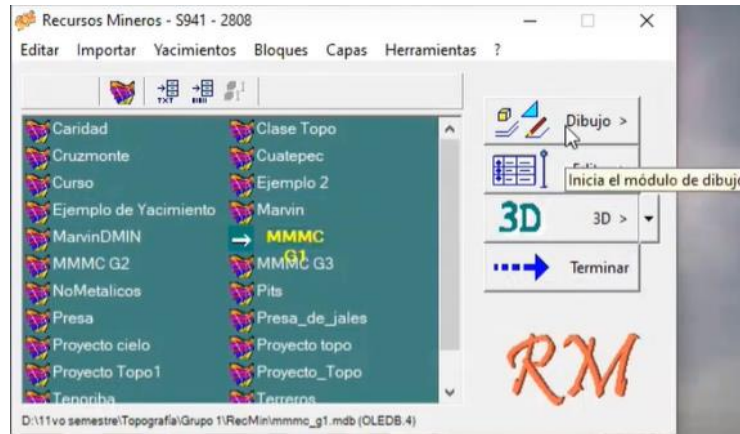 Recursos Mineros - S941 - 2808
Editar Importar Yacimientos Bloques Capas Herramientas ?
TXT
Caridad Clase Topo
Cruzmonte Cuatepec
Curso Ejemplo 2
Ejemplo de Yacimiento Marvin
MarvinDMIN MMMC G1
MMMC G2 MMMC G3
NoMetalicos Pits
Presa Presa_de_jales
Proyecto cielo Proyecto topo
Proyecto Topo1 Proyecto_Topo
Tenoriba Terreros
Dibujo >
Inicia el módulo de dibujo
3D 3D >
Terminar
RM
D:\11vo semestre\Topografía\Grupo 1\RecMin\mmmc_g1.mdb (OLEDB.4)